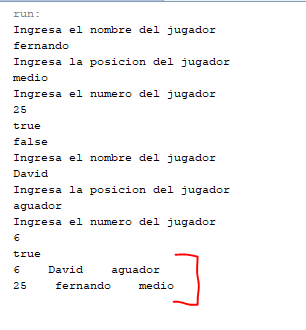 run:
Ingresa el nombre del jugador
fernando
Ingresa la posicion del jugador
medio
Ingresa el numero del jugador
25
true
false
Ingresa el nombre del jugador
David
Ingresa la posicion del jugador
aguador
Ingresa el numero del jugador
6
true
6    David    aguador
25    fernando    medio